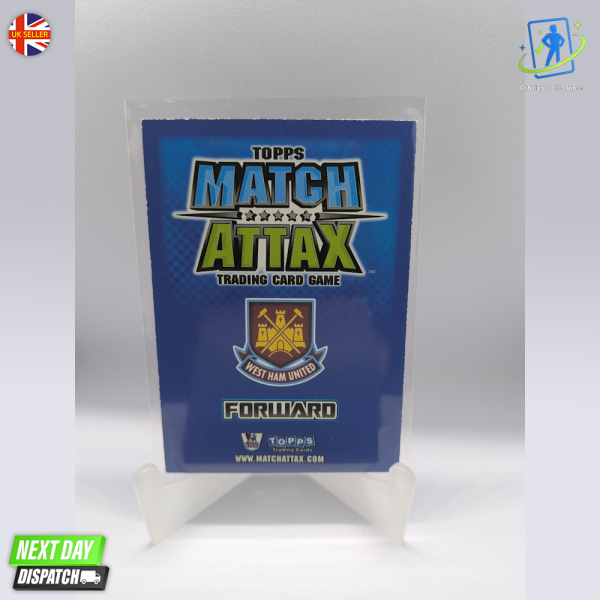 UK SELLER
TOPPS
MATCH
ATTAX
TM
TRADING CARD GAME
WEST HAM UNITED
FORWARD
TOPPS
Trading Cards
WWW.MATCHATTAX.COM
NEXT DAY
DISPATCH